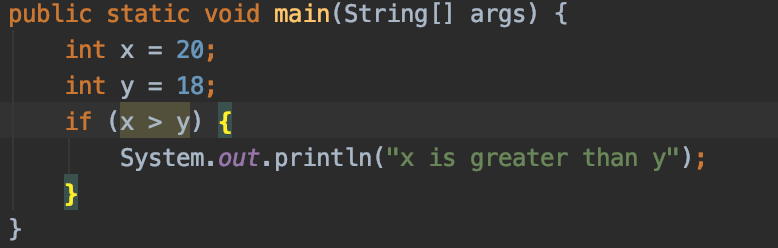 public static void main(String[] args) {
    int x = 20;
    int y = 18;
    if (x > y) {
        System.out.println("x is greater than y");
    }
}